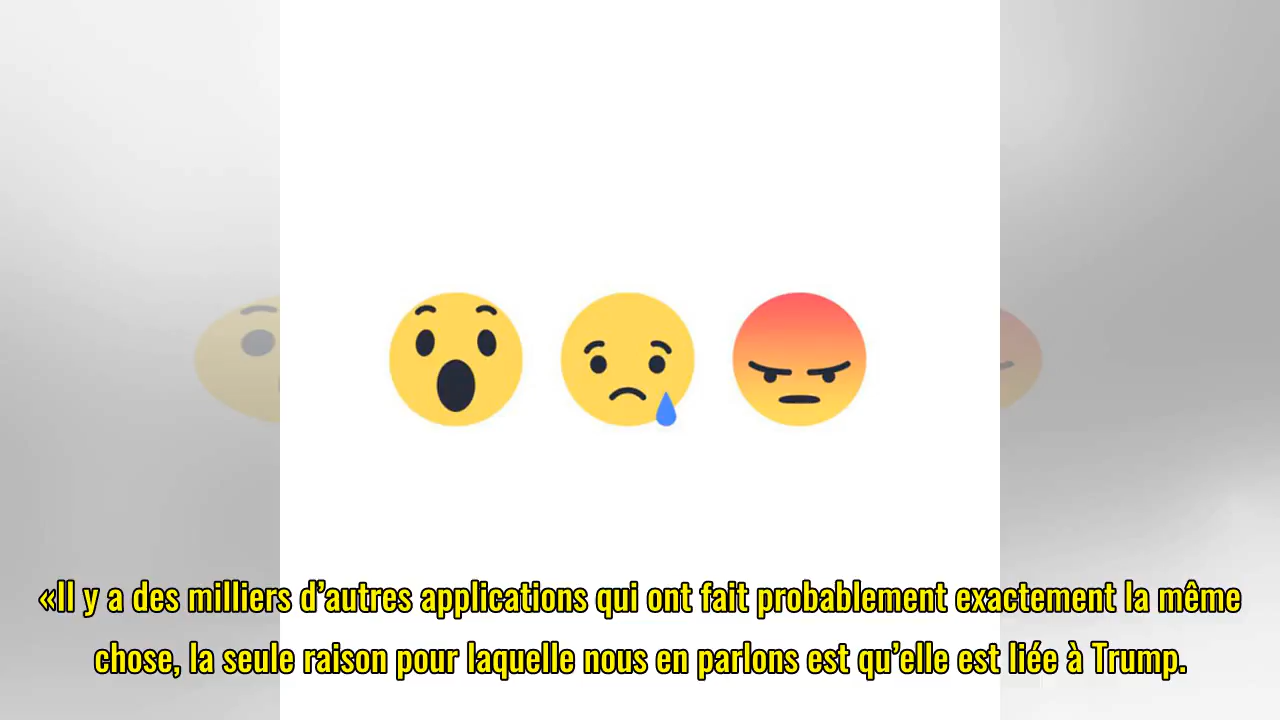 «Il y a des milliers d’autres applications qui ont fait probablement exactement la même
chose, la seule raison pour laquelle nous en parlons est qu’elle est liée à Trump.